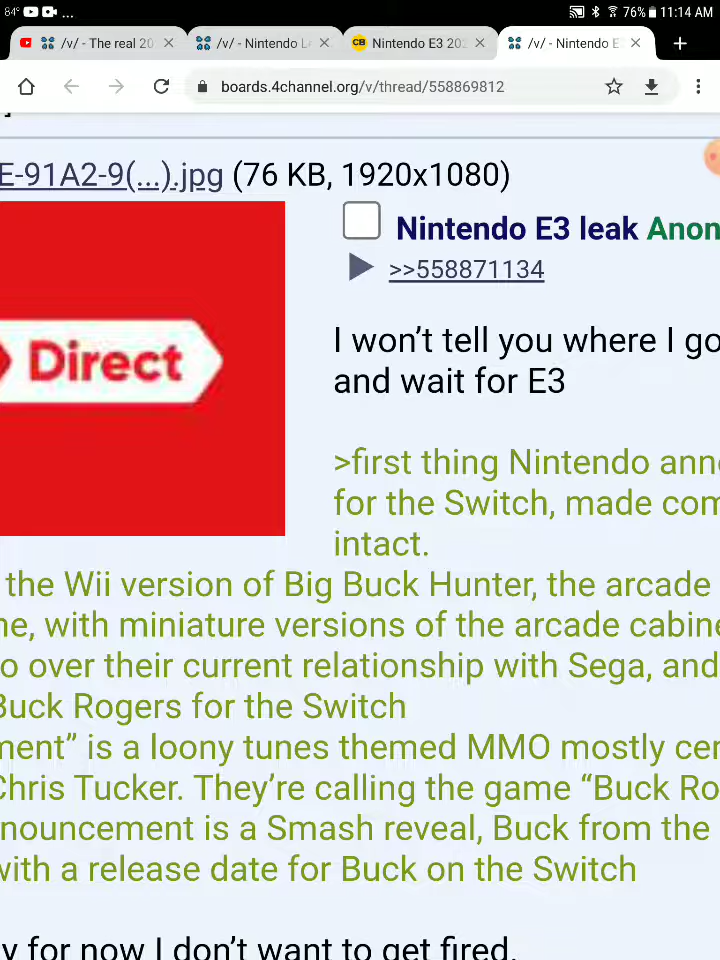 84° ... 76% 11:14 AM
/v/ - The real 20 × /v/ - Nintendo L × CB Nintendo E3 20 × /v/ - Nintendo E × +
boards.4channel.org/v/thread/558869812
E-91A2-9(...).jpg (76 KB, 1920x1080)
Direct
Nintendo E3 leak Anon
▶ >>558871134
I won’t tell you where I go
and wait for E3
>first thing Nintendo ann
for the Switch, made com
intact.
the Wii version of Big Buck Hunter, the arcade
ne, with miniature versions of the arcade cabine
o over their current relationship with Sega, and
Buck Rogers for the Switch
ment” is a loony tunes themed MMO mostly cer
Chris Tucker. They’re calling the game “Buck Ro
nouncement is a Smash reveal, Buck from the
with a release date for Buck on the Switch
y for now I don’t want to get fired.